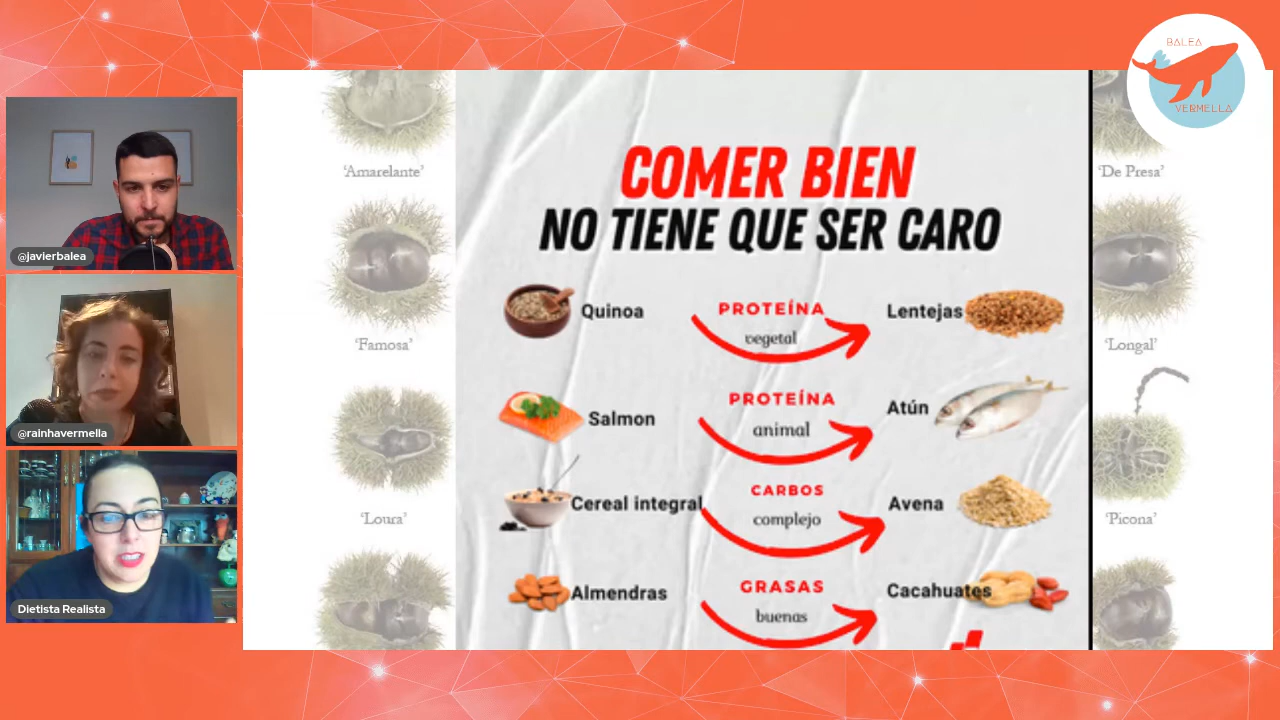 BALEA
VERMELLA
@javierbalea
@rainhavermella
Dietista Realista
'Amarelante'
'Famosa'
'Loura'
COMER BIEN
NO TIENE QUE SER CARO
Quinoa
PROTEÍNA
vegetal
Lentejas
Salmon
PROTEÍNA
animal
Atún
Cereal integral
CARBOS
complejo
Avena
Almendras
GRASAS
buenas
Cacahuates
'De Presa'
'Longal'
'Picona'